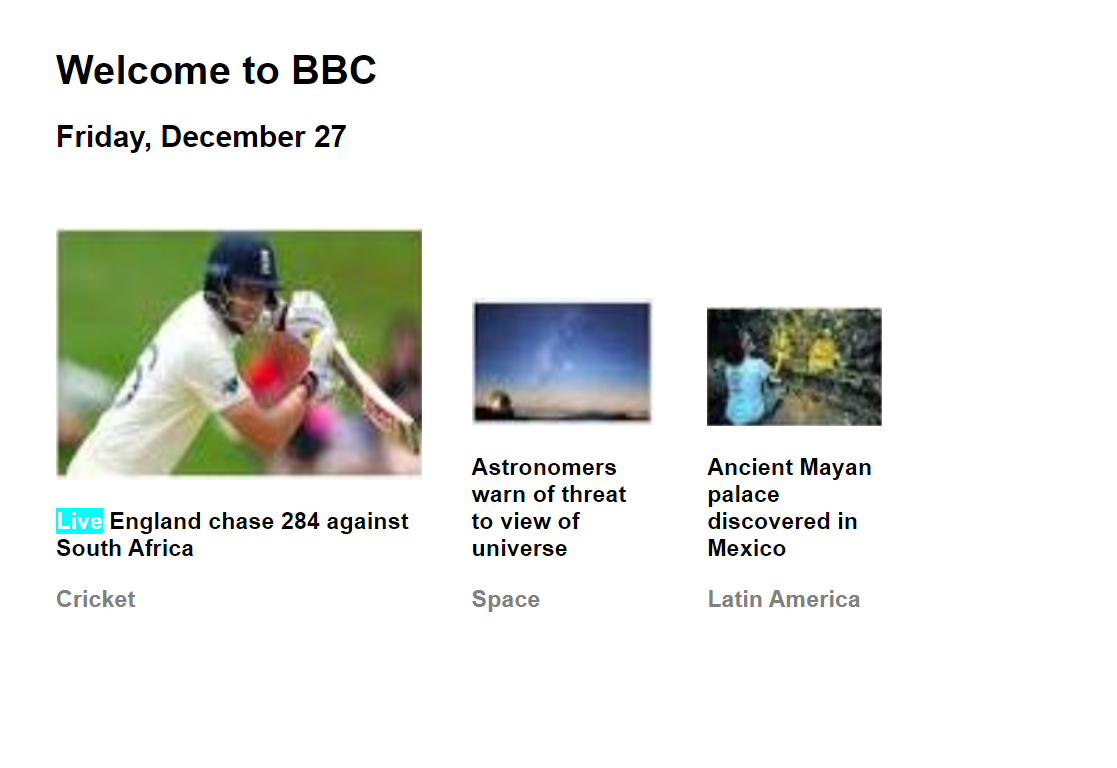 Welcome to BBC
Friday, December 27
Live England chase 284 against
South Africa
Cricket
Astronomers
warn of threat
to view of
universe
Space
Ancient Mayan
palace
discovered in
Mexico
Latin America